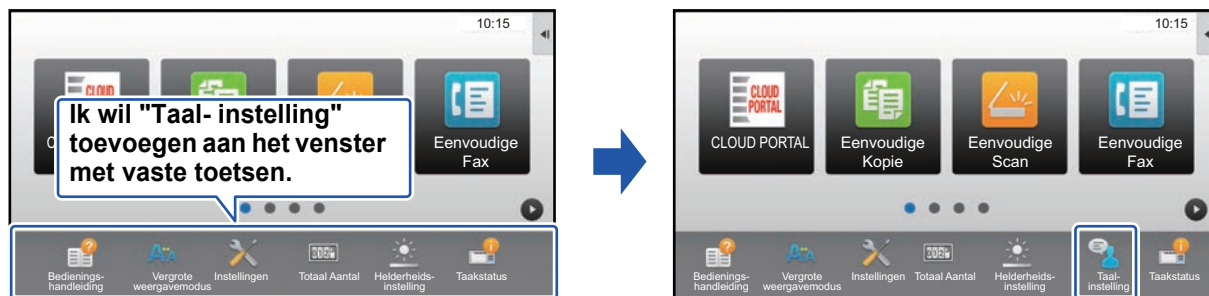 10:15
CLOUD
Ik wil "Taal- instelling"
toevoegen aan het venster
met vaste toetsen.
Eenvoudige
Fax
Bedienings-
handleiding
Vergrote
weergavemodus
Instellingen
Totaal Aantal
Helderheids-
instelling
Taakstatus
10:15
CLOUD
PORTAL
CLOUD PORTAL
Eenvoudige
Kopie
Eenvoudige
Scan
Eenvoudige
Fax
Bedienings-
handleiding
Vergrote
weergavemodus
Instellingen
Totaal Aantal
Helderheids-
instelling
Taal-
instelling
Taakstatus